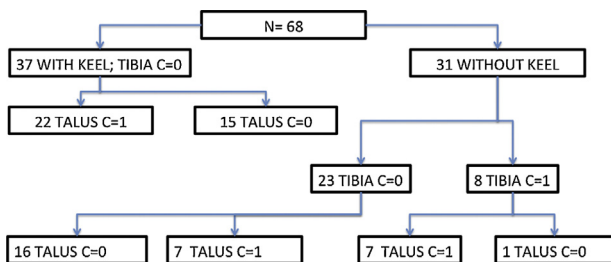 N= 68
37 WITH KEEL; TIBIA C=0
31 WITHOUT KEEL
22 TALUS C=1
15 TALUS C=0
23 TIBIA C=0
8 TIBIA C=1
16 TALUS C=0
7 TALUS C=1
7 TALUS C=1
1 TALUS C=0